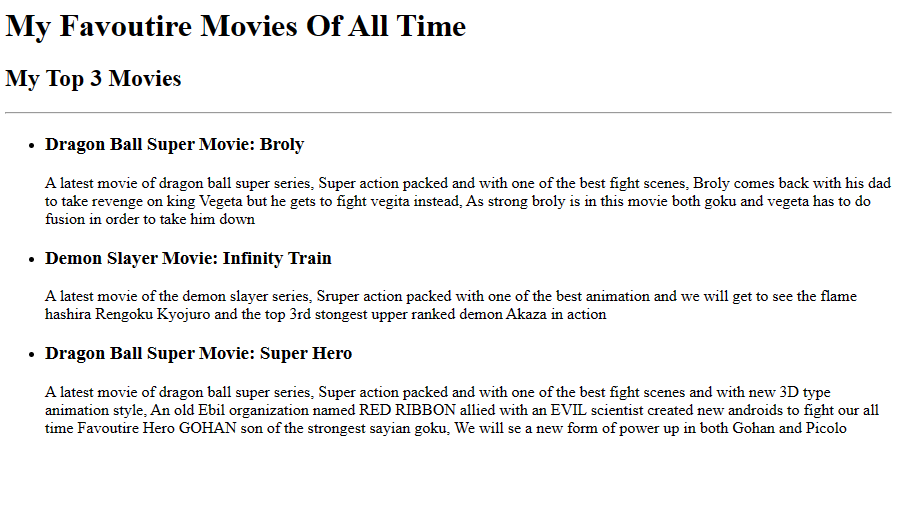 My Favoutire Movies Of All Time
My Top 3 Movies
Dragon Ball Super Movie: Broly
A latest movie of dragon ball super series, Super action packed and with one of the best fight scenes, Broly comes back with his dad
to take revenge on king Vegeta but he gets to fight vegita instead, As strong broly is in this movie both goku and vegeta has to do
fusion in order to take him down
Demon Slayer Movie: Infinity Train
A latest movie of the demon slayer series, Sruper action packed with one of the best animation and we will get to see the flame
hashira Rengoku Kyojuro and the top 3rd stongest upper ranked demon Akaza in action
Dragon Ball Super Movie: Super Hero
A latest movie of dragon ball super series, Super action packed and with one of the best fight scenes and with new 3D type
animation style, An old Ebil organization named RED RIBBON allied with an EVIL scientist created new androids to fight our all
time Favoutire Hero GOHAN son of the strongest sayian goku, We will se a new form of power up in both Gohan and Picolo